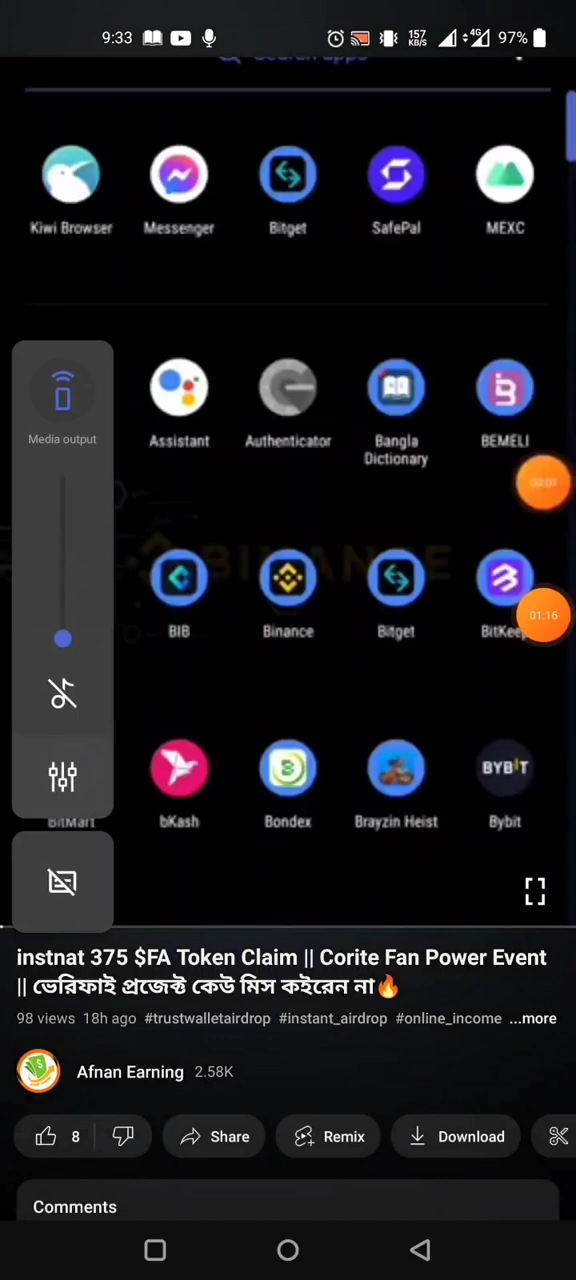 9:33 157 KB/S 4G 97%
Search apps
Kiwi Browser Messenger Bitget SafePal MEXC
Media output
Assistant Authenticator Bangla Dictionary BEMELI
00:01
BINANCE
BIB Binance Bitget BitKeep
01:16
BitMart bKash Bondex Brayzin Heist Bybit
BYBIT
instnat 375 $FA Token Claim || Corite Fan Power Event
|| ভেরিফাই প্রজেক্ট কেউ মিস কইরেন না🔥
98 views 18h ago #trustwalletairdrop #instant_airdrop #online_income ...more
Afnan Earning 2.58K
8 Share Remix Download
Comments